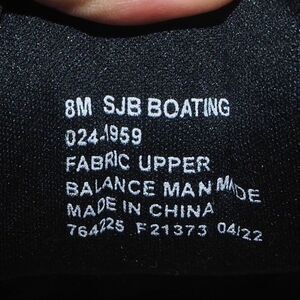 8M SJB BOATING
024-1959
FABRIC UPPER
BALANCE MAN MADE
MADE IN CHINA
764225 F21373 04/22